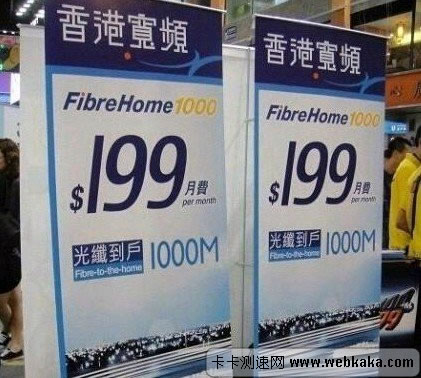 香港寬頻
FibreHome1000
$199月費
per month
光纖到戶
Fibre-to-the-home
1000M
香港寬頻
FibreHome1000
$199月費
per month
光纖到戶
Fibre-to-the-home
1000M
99
卡卡测速网 www.webkaka.com